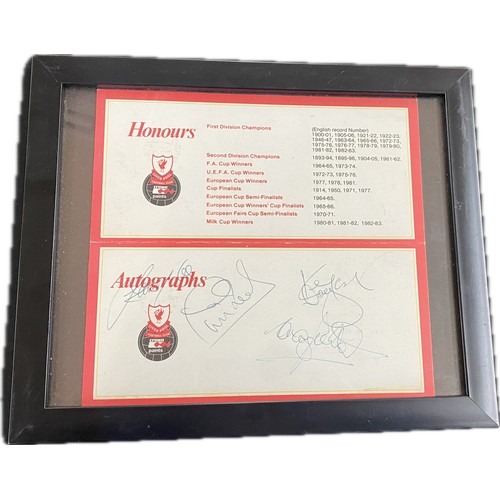 Honours
First Division Champions
(English record Number)
1900-01, 1905-06, 1921-22, 1922-23,
1946-47, 1963-64, 1965-66, 1972-73,
1975-76, 1976-77, 1978-79, 1979-80,
1981-82, 1982-83.
Second Division Champions 1893-94, 1895-96, 1904-05, 1961-62.
F.A. Cup Winners 1964-65, 1973-74.
U.E.F.A. Cup Winners 1972-73, 1975-76.
European Cup Winners 1977, 1978, 1981.
Cup Finalists 1914, 1950, 1971, 1977.
European Cup Semi-Finalists 1964-65.
European Cup Winners' Cup Finalists 1965-66.
European Fairs Cup Semi-Finalists 1970-71.
Milk Cup Winners 1980-81, 1981-82, 1982-83.
Autographs
paints